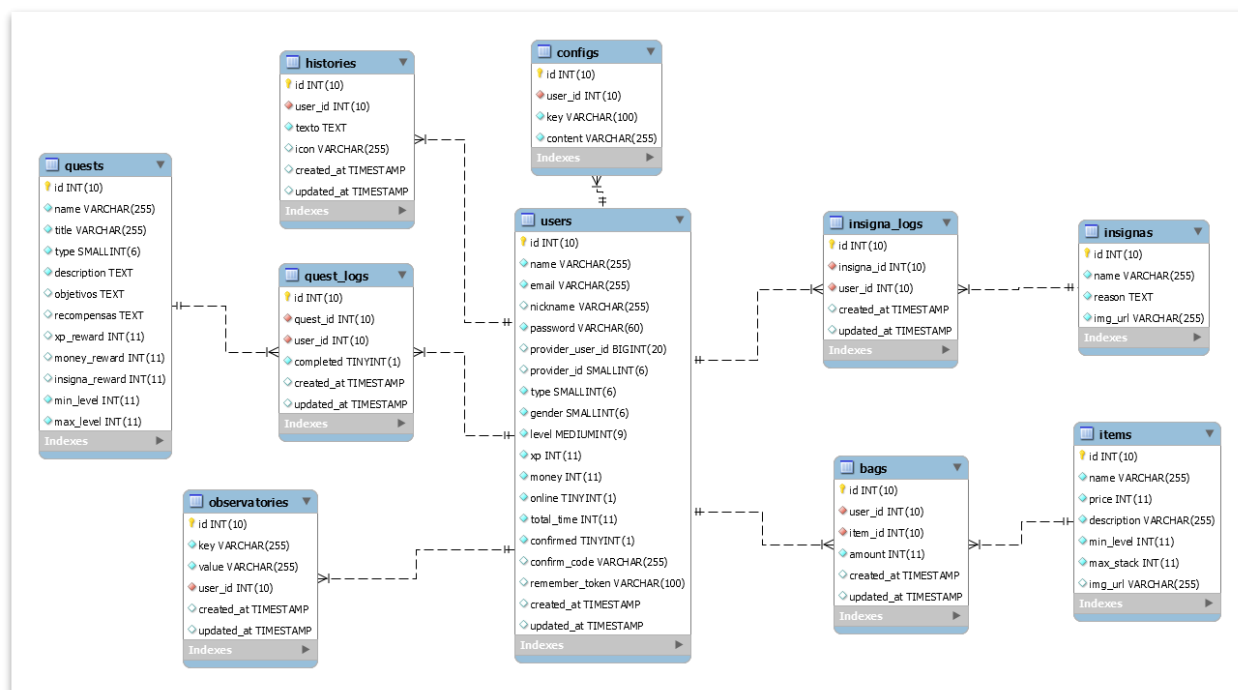 histories
id INT(10)
user_id INT(10)
texto TEXT
icon VARCHAR(255)
created_at TIMESTAMP
updated_at TIMESTAMP
Indexes
configs
id INT(10)
user_id INT(10)
key VARCHAR(100)
content VARCHAR(255)
Indexes
quests
id INT(10)
name VARCHAR(255)
title VARCHAR(255)
type SMALLINT(6)
description TEXT
objetivos TEXT
recompensas TEXT
xp_reward INT(11)
money_reward INT(11)
insigna_reward INT(11)
min_level INT(11)
max_level INT(11)
Indexes
quest_logs
id INT(10)
quest_id INT(10)
user_id INT(10)
completed TINYINT(1)
created_at TIMESTAMP
updated_at TIMESTAMP
Indexes
users
id INT(10)
name VARCHAR(255)
email VARCHAR(255)
nickname VARCHAR(255)
password VARCHAR(60)
provider_user_id BIGINT(20)
provider_id SMALLINT(6)
type SMALLINT(6)
gender SMALLINT(6)
level MEDIUMINT(9)
xp INT(11)
money INT(11)
online TINYINT(1)
total_time INT(11)
confirmed TINYINT(1)
confirm_code VARCHAR(255)
remember_token VARCHAR(100)
created_at TIMESTAMP
updated_at TIMESTAMP
Indexes
insigna_logs
id INT(10)
insigna_id INT(10)
user_id INT(10)
created_at TIMESTAMP
updated_at TIMESTAMP
Indexes
insignas
id INT(10)
name VARCHAR(255)
reason TEXT
img_url VARCHAR(255)
Indexes
observatories
id INT(10)
key VARCHAR(255)
value VARCHAR(255)
user_id INT(10)
created_at TIMESTAMP
updated_at TIMESTAMP
Indexes
bags
id INT(10)
user_id INT(10)
item_id INT(10)
amount INT(11)
created_at TIMESTAMP
updated_at TIMESTAMP
Indexes
items
id INT(10)
name VARCHAR(255)
price INT(11)
description VARCHAR(255)
min_level INT(11)
max_stack INT(11)
img_url VARCHAR(255)
Indexes